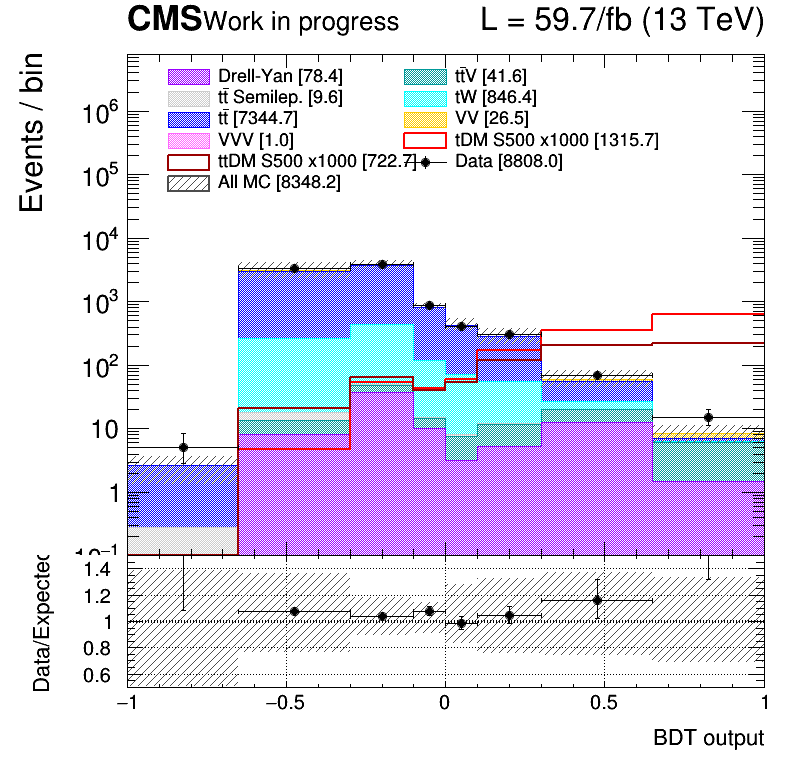 CMS Work in progress L = 59.7/fb (13 TeV)
Events / bin
Drell-Yan [78.4] tt̄V [41.6]
tt̄ Semilep. [9.6] tW [846.4]
tt̄ [7344.7] VV [26.5]
VVV [1.0] tDM S500 x1000 [1315.7]
ttDM S500 x1000 [722.7] Data [8808.0]
All MC [8348.2]
10⁶
10⁵
10⁴
10³
10²
10
1
10⁻¹
Data/Expected
1.4
1.2
1
0.8
0.6
−1 −0.5 0 0.5 1
BDT output